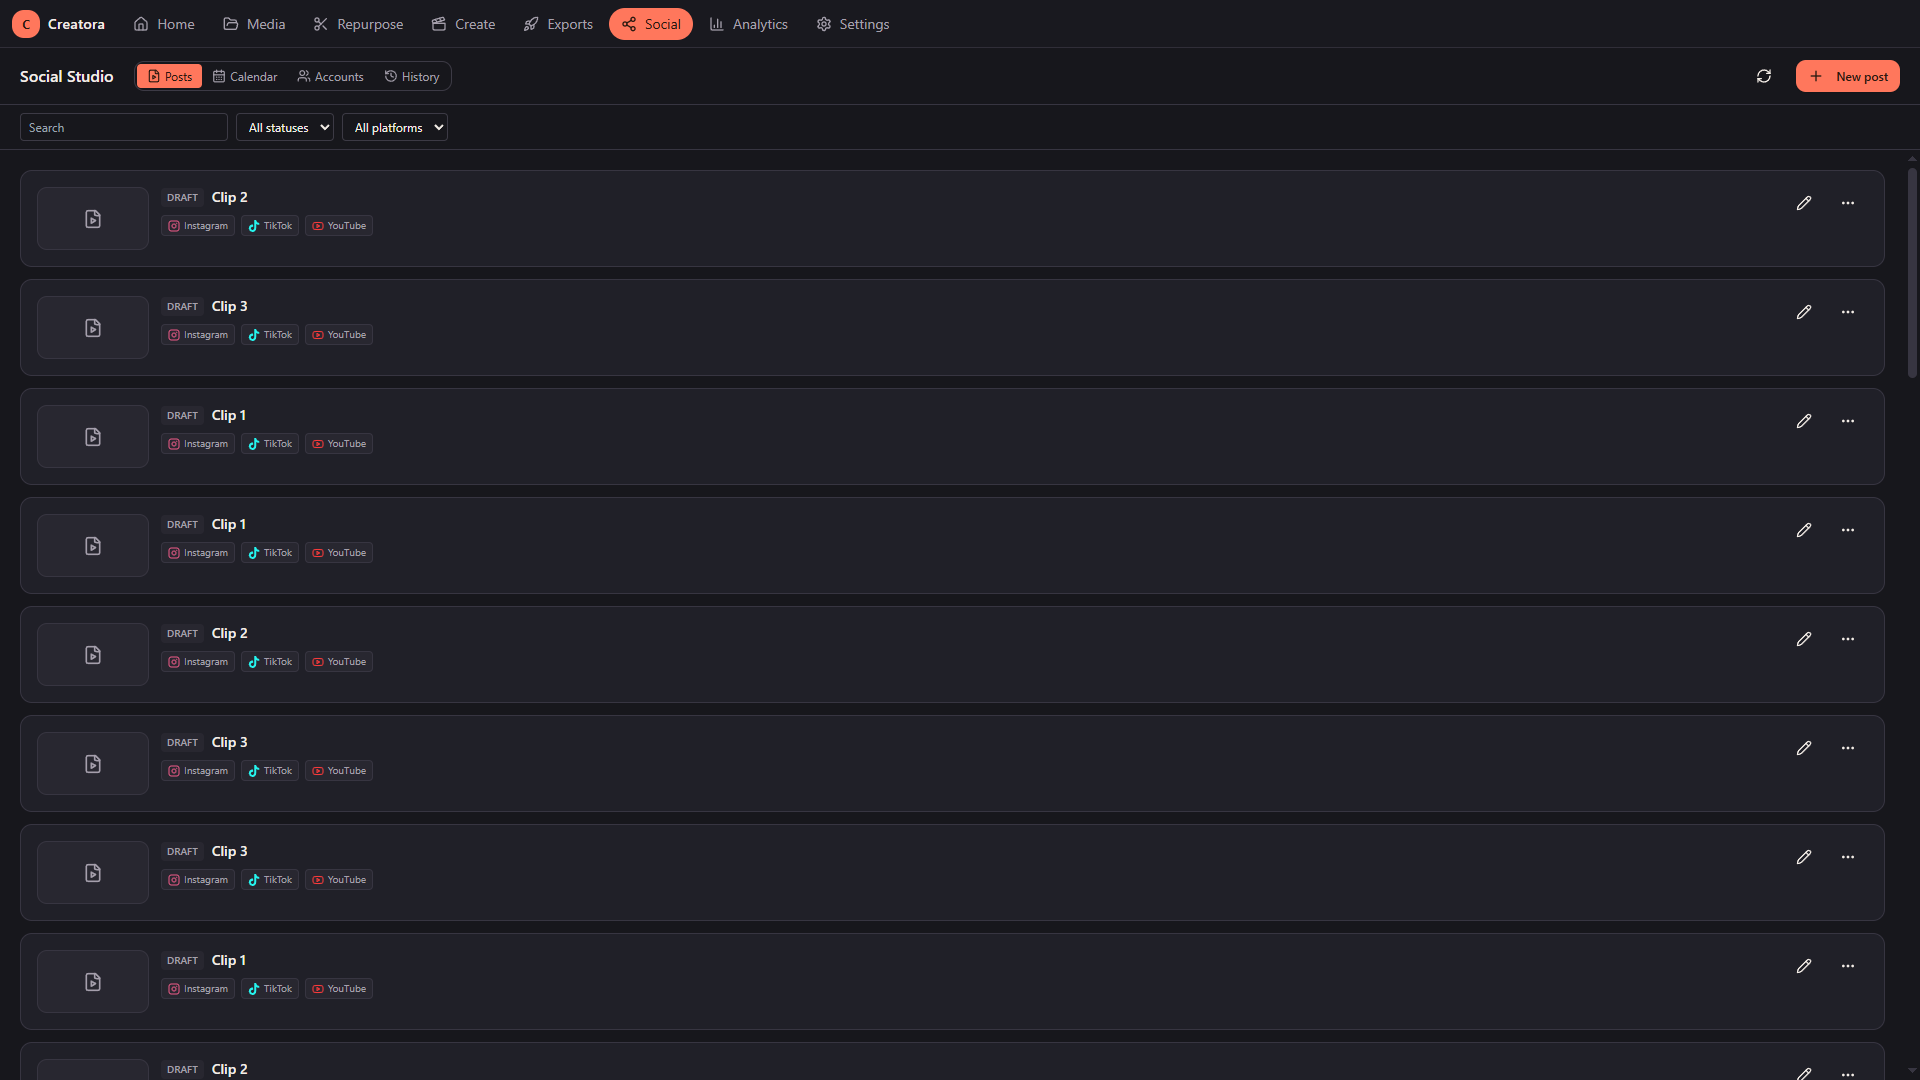 C Creatora Home Media Repurpose Create Exports Social Analytics Settings
Social Studio Posts Calendar Accounts History New post
Search All statuses All platforms
DRAFT Clip 2
Instagram TikTok YouTube
DRAFT Clip 3
Instagram TikTok YouTube
DRAFT Clip 1
Instagram TikTok YouTube
DRAFT Clip 1
Instagram TikTok YouTube
DRAFT Clip 2
Instagram TikTok YouTube
DRAFT Clip 3
Instagram TikTok YouTube
DRAFT Clip 3
Instagram TikTok YouTube
DRAFT Clip 1
Instagram TikTok YouTube
DRAFT Clip 2